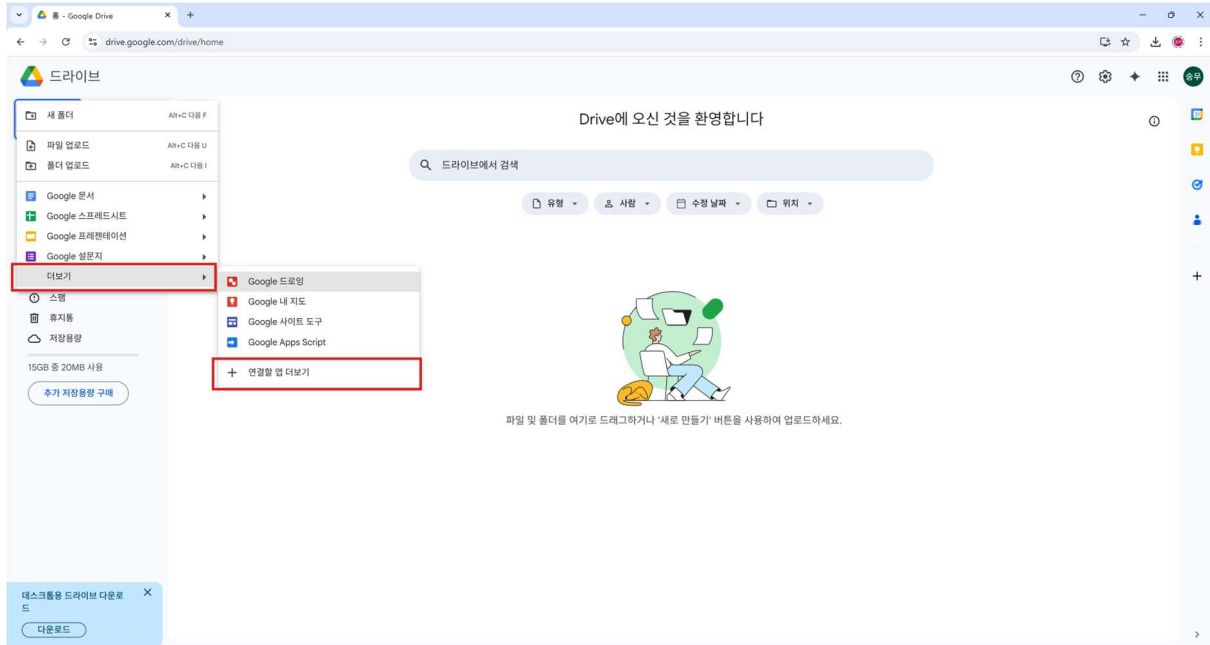 홈 - Google Drive
drive.google.com/drive/home
드라이브
숭무
새 폴더 Alt+C 다음 F
파일 업로드 Alt+C 다음 U
폴더 업로드 Alt+C 다음 I
Google 문서
Google 스프레드시트
Google 프레젠테이션
Google 설문지
더보기
Google 드로잉
Google 내 지도
Google 사이트 도구
Google Apps Script
연결할 앱 더보기
스팸
휴지통
저장용량
15GB 중 20MB 사용
추가 저장용량 구매
Drive에 오신 것을 환영합니다
드라이브에서 검색
유형 사람 수정 날짜 위치
파일 및 폴더를 여기로 드래그하거나 '새로 만들기' 버튼을 사용하여 업로드하세요.
데스크톱용 드라이브 다운로
드
다운로드